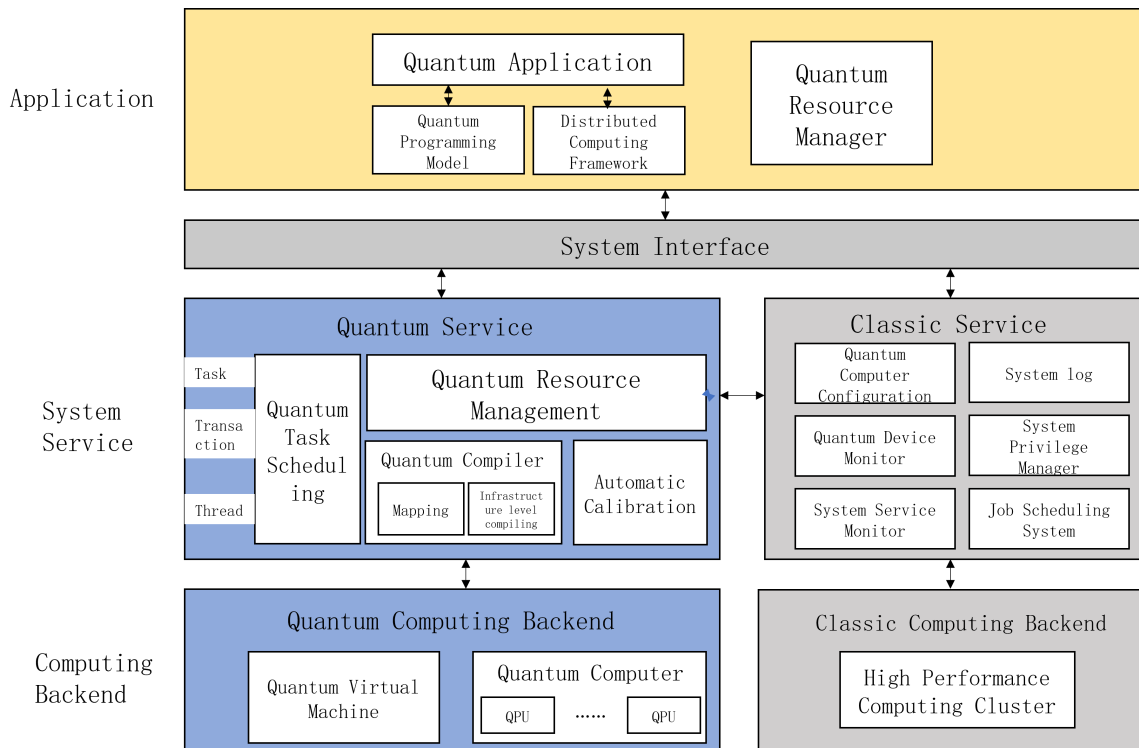 Application
Quantum Application
Quantum
Programming
Model
Distributed
Computing
Framework
Quantum
Resource
Manager
System Interface
System
Service
Quantum Service
Task
Transa
ction
Thread
Quantum
Task
Schedul
ing
Quantum Resource
Management
Quantum Compiler
Mapping
Infrastruct
ure level
compiling
Automatic
Calibration
Classic Service
Quantum
Computer
Configuration
System log
Quantum Device
Monitor
System
Privilege
Manager
System Service
Monitor
Job Scheduling
System
Computing
Backend
Quantum Computing Backend
Quantum Virtual
Machine
Quantum Computer
QPU
......
QPU
Classic Computing Backend
High Performance
Computing Cluster